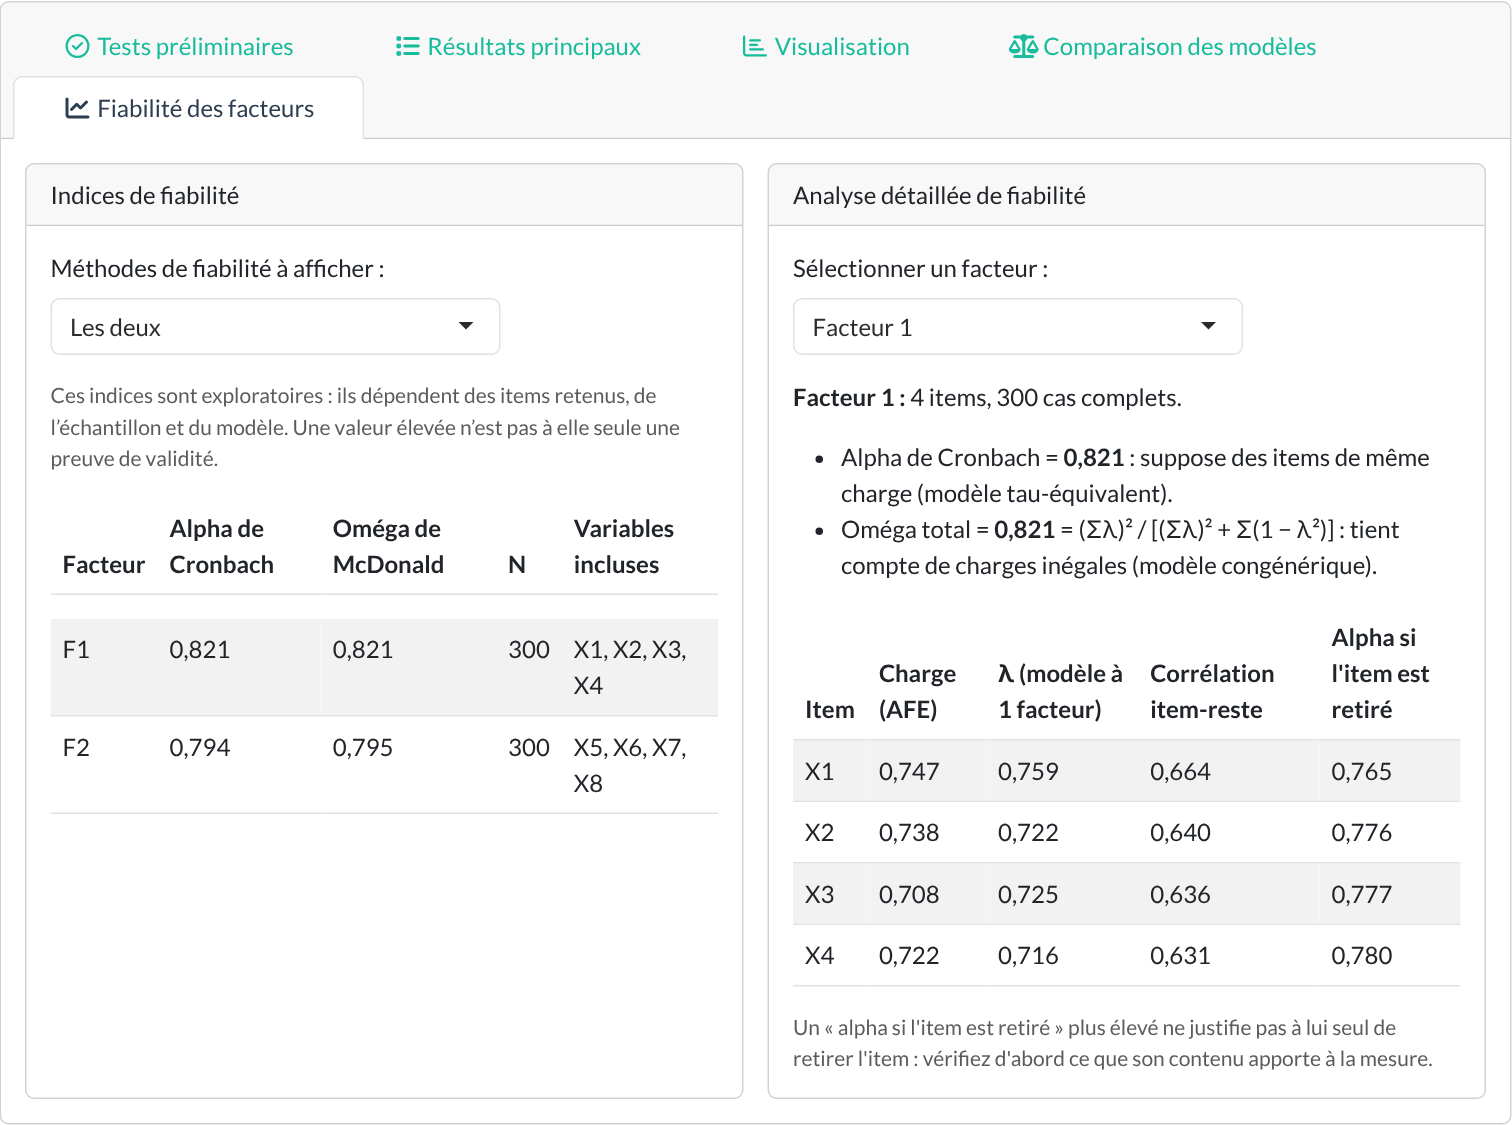 Tests préliminaires
Résultats principaux
Visualisation
Comparaison des modèles
Fiabilité des facteurs
Indices de fiabilité
Méthodes de fiabilité à afficher :
Les deux
Ces indices sont exploratoires : ils dépendent des items retenus, de
l’échantillon et du modèle. Une valeur élevée n’est pas à elle seule une
preuve de validité.
Facteur Alpha de Cronbach Oméga de McDonald N Variables incluses
F1 0,821 0,821 300 X1, X2, X3, X4
F2 0,794 0,795 300 X5, X6, X7, X8
Analyse détaillée de fiabilité
Sélectionner un facteur :
Facteur 1
Facteur 1 : 4 items, 300 cas complets.
• Alpha de Cronbach = 0,821 : suppose des items de même
charge (modèle tau-équivalent).
• Oméga total = 0,821 = (Σλ)² / [(Σλ)² + Σ(1 − λ²)] : tient
compte de charges inégales (modèle congénérique).
Item Charge (AFE) λ (modèle à 1 facteur) Corrélation item-reste Alpha si l'item est retiré
X1 0,747 0,759 0,664 0,765
X2 0,738 0,722 0,640 0,776
X3 0,708 0,725 0,636 0,777
X4 0,722 0,716 0,631 0,780
Un « alpha si l'item est retiré » plus élevé ne justifie pas à lui seul de
retirer l'item : vérifiez d'abord ce que son contenu apporte à la mesure.